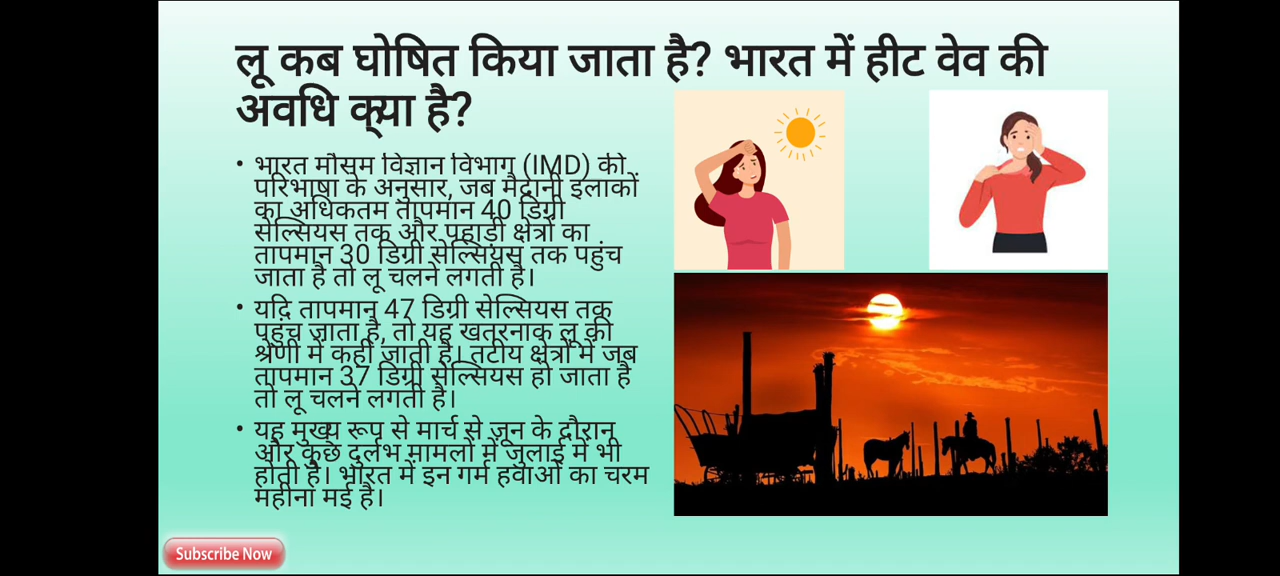 लू कब घोषित किया जाता है? भारत में हीट वेव की
अवधि क्या है?
• भारत मौसम विज्ञान विभाग (IMD) की
परिभाषा के अनुसार, जब मैदानी इलाकों
का अधिकतम तापमान 40 डिग्री
सेल्सियस तक और पहाड़ी क्षेत्रों का
तापमान 30 डिग्री सेल्सियस तक पहुंच
जाता है तो लू चलने लगती है।
• यदि तापमान 47 डिग्री सेल्सियस तक
पहुंच जाता है, तो यह खतरनाक लू की
श्रेणी में कही जाती है। तटीय क्षेत्रों में जब
तापमान 37 डिग्री सेल्सियस हो जाता है
तो लू चलने लगती है।
• यह मुख्य रूप से मार्च से जून के दौरान
और कुछ दुर्लभ मामलों में जुलाई में भी
होती है। भारत में इन गर्म हवाओं का चरम
महीना मई है।
Subscribe Now